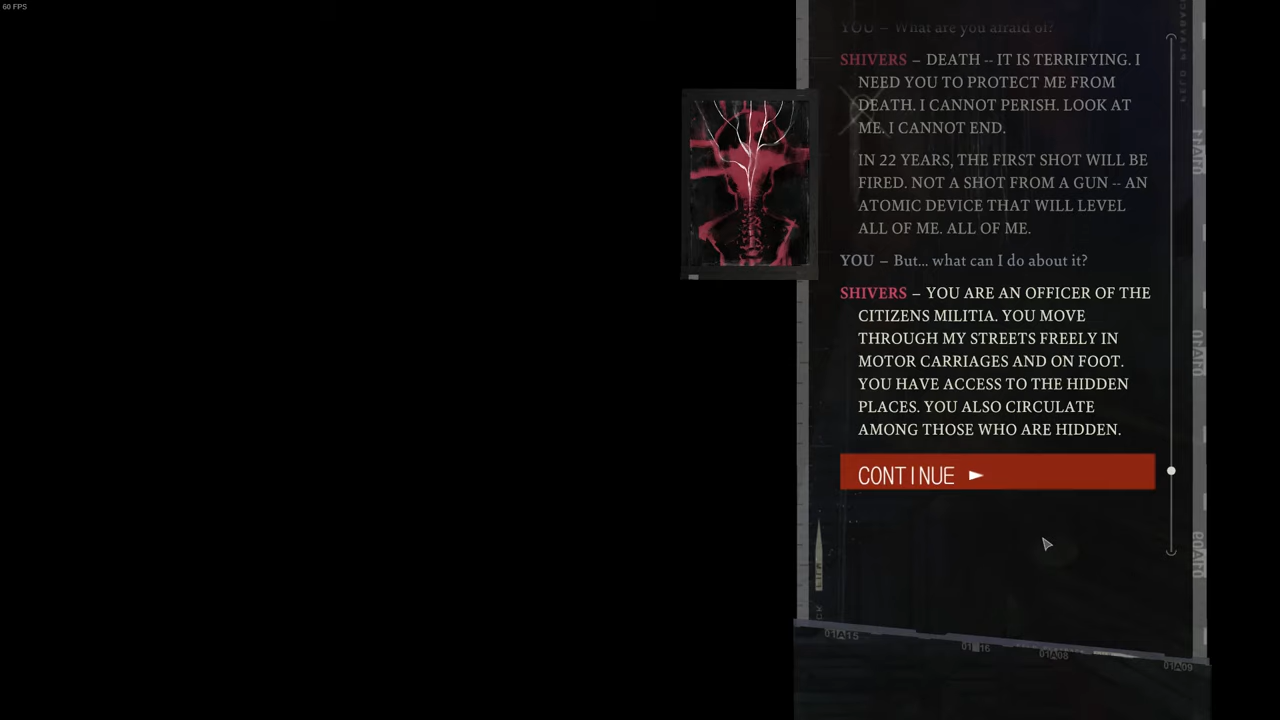 60 FPS
YOU – What are you afraid of?
SHIVERS – DEATH -- IT IS TERRIFYING. I
NEED YOU TO PROTECT ME FROM
DEATH. I CANNOT PERISH. LOOK AT
ME. I CANNOT END.
IN 22 YEARS, THE FIRST SHOT WILL BE
FIRED. NOT A SHOT FROM A GUN -- AN
ATOMIC DEVICE THAT WILL LEVEL
ALL OF ME. ALL OF ME.
YOU – But... what can I do about it?
SHIVERS – YOU ARE AN OFFICER OF THE
CITIZENS MILITIA. YOU MOVE
THROUGH MY STREETS FREELY IN
MOTOR CARRIAGES AND ON FOOT.
YOU HAVE ACCESS TO THE HIDDEN
PLACES. YOU ALSO CIRCULATE
AMONG THOSE WHO ARE HIDDEN.
CONTINUE ►
01A15
01A08
01A09